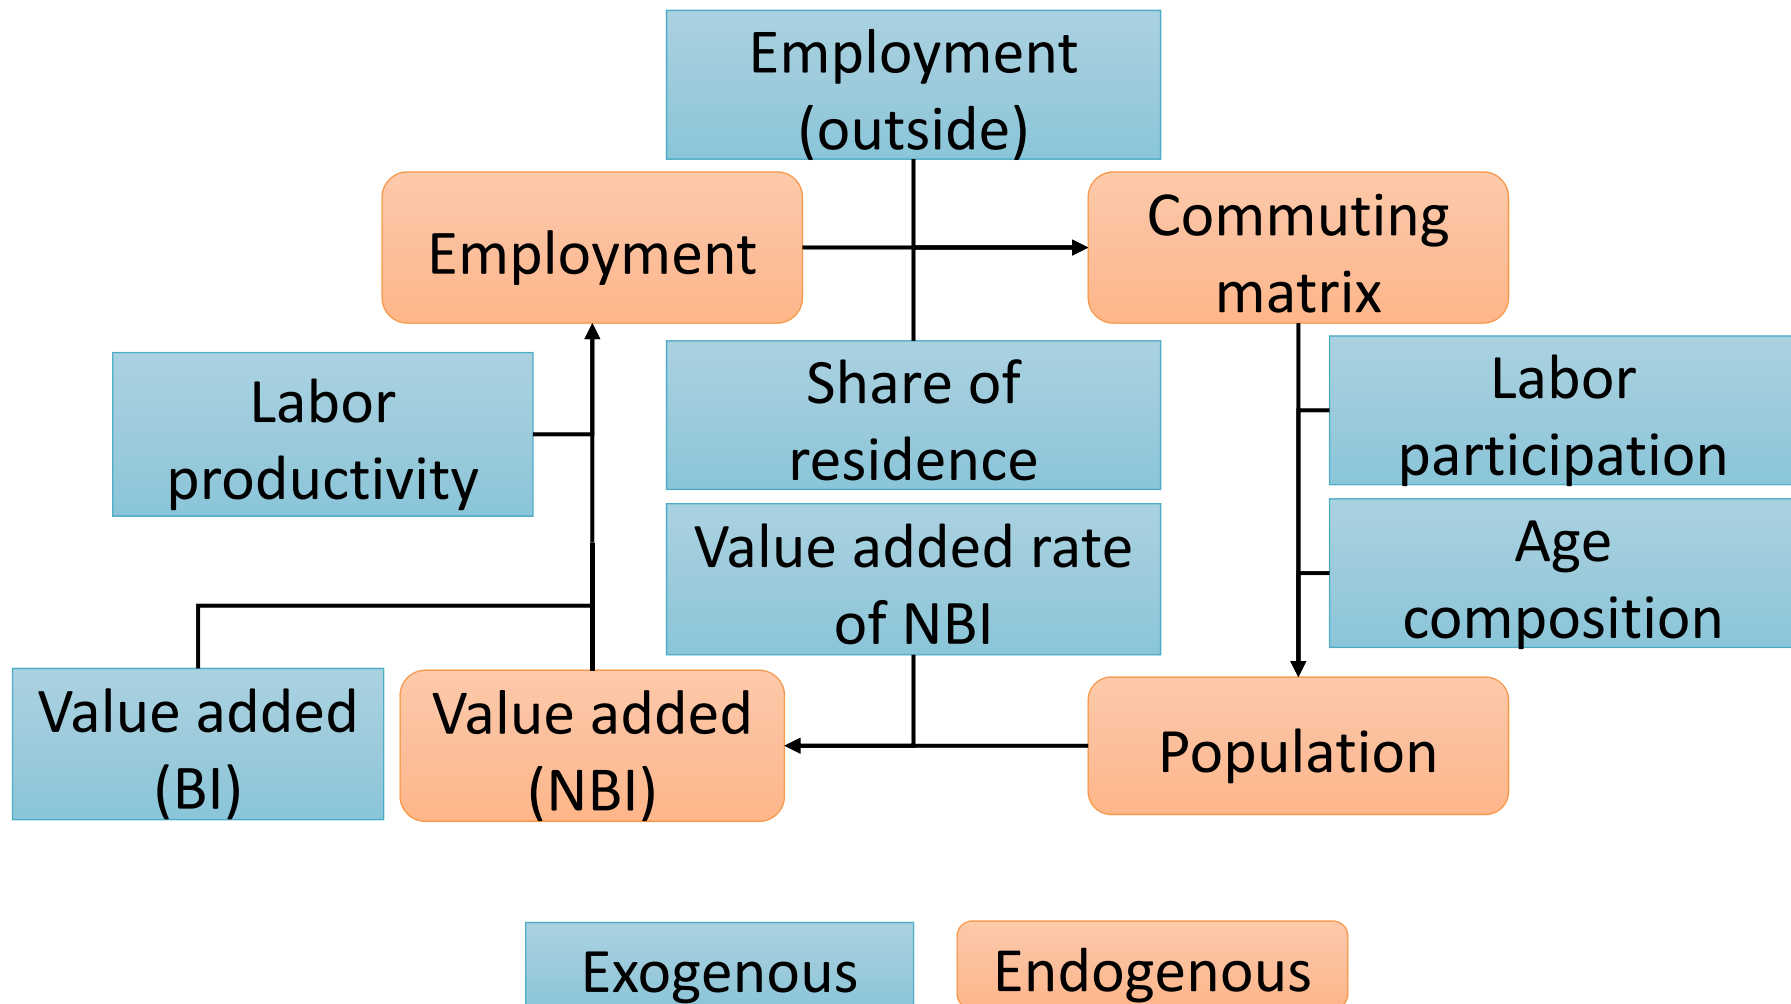 Employment
(outside)
Employment
Commuting
matrix
Labor
productivity
Share of
residence
Labor
participation
Value added rate
of NBI
Age
composition
Value added
(BI)
Value added
(NBI)
Population
Exogenous
Endogenous